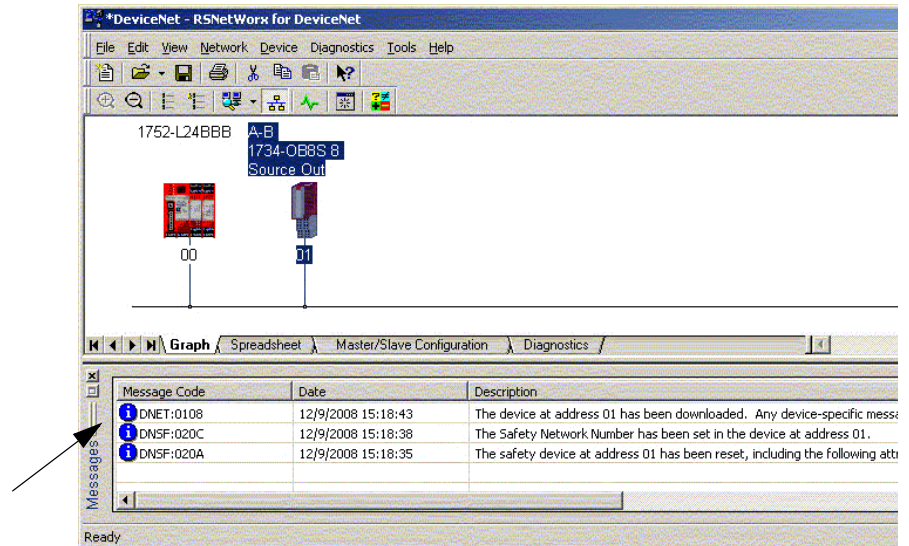 *DeviceNet - RSNetWorx for DeviceNet
File Edit View Network Device Diagnostics Tools Help
1752-L24BBB
A-B
1734-OB8S 8
Source Out
00
01
Graph Spreadsheet Master/Slave Configuration Diagnostics
Message Code Date Description
DNET:0108 12/9/2008 15:18:43 The device at address 01 has been downloaded. Any device-specific messa
DNSF:020C 12/9/2008 15:18:38 The Safety Network Number has been set in the device at address 01.
DNSF:020A 12/9/2008 15:18:35 The safety device at address 01 has been reset, including the following attr
Messages
Ready